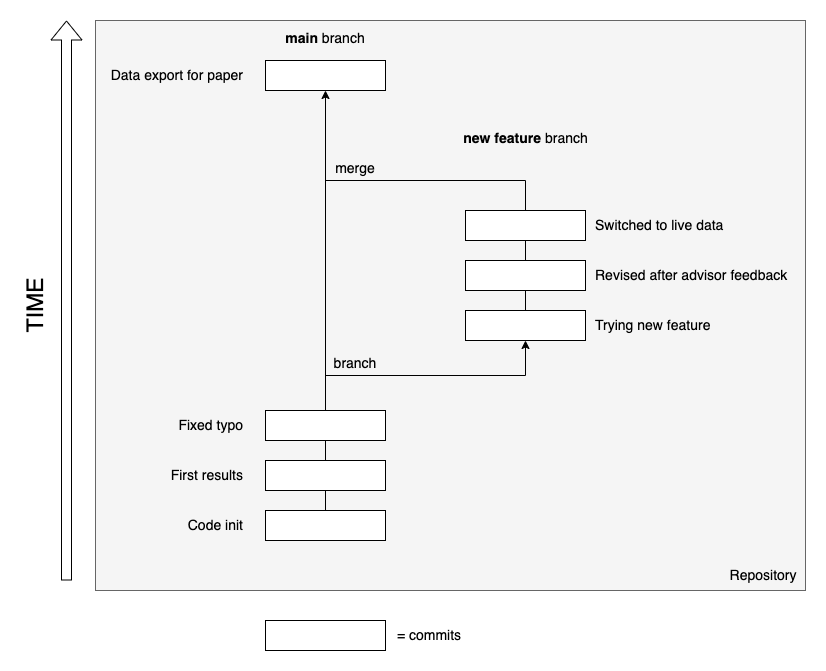 main branch
Data export for paper
new feature branch
merge
Switched to live data
Revised after advisor feedback
TIME
Trying new feature
branch
Fixed typo
First results
Code init
Repository
= commits